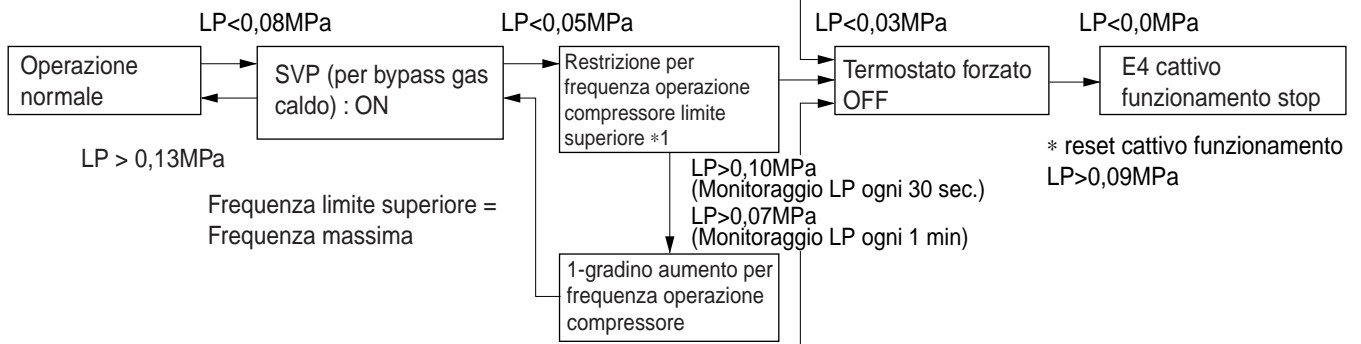 LP<0,08MPa
LP<0,05MPa
LP<0,03MPa
LP<0,0MPa
Operazione
normale
SVP (per bypass gas
caldo) : ON
Restrizione per
frequenza operazione
compressore limite
superiore *1
Termostato forzato
OFF
E4 cattivo
funzionamento stop
LP > 0,13MPa
* reset cattivo funzionamento
LP>0,09MPa
LP>0,10MPa
(Monitoraggio LP ogni 30 sec.)
LP>0,07MPa
(Monitoraggio LP ogni 1 min)
Frequenza limite superiore =
Frequenza massima
1-gradino aumento per
frequenza operazione
compressore